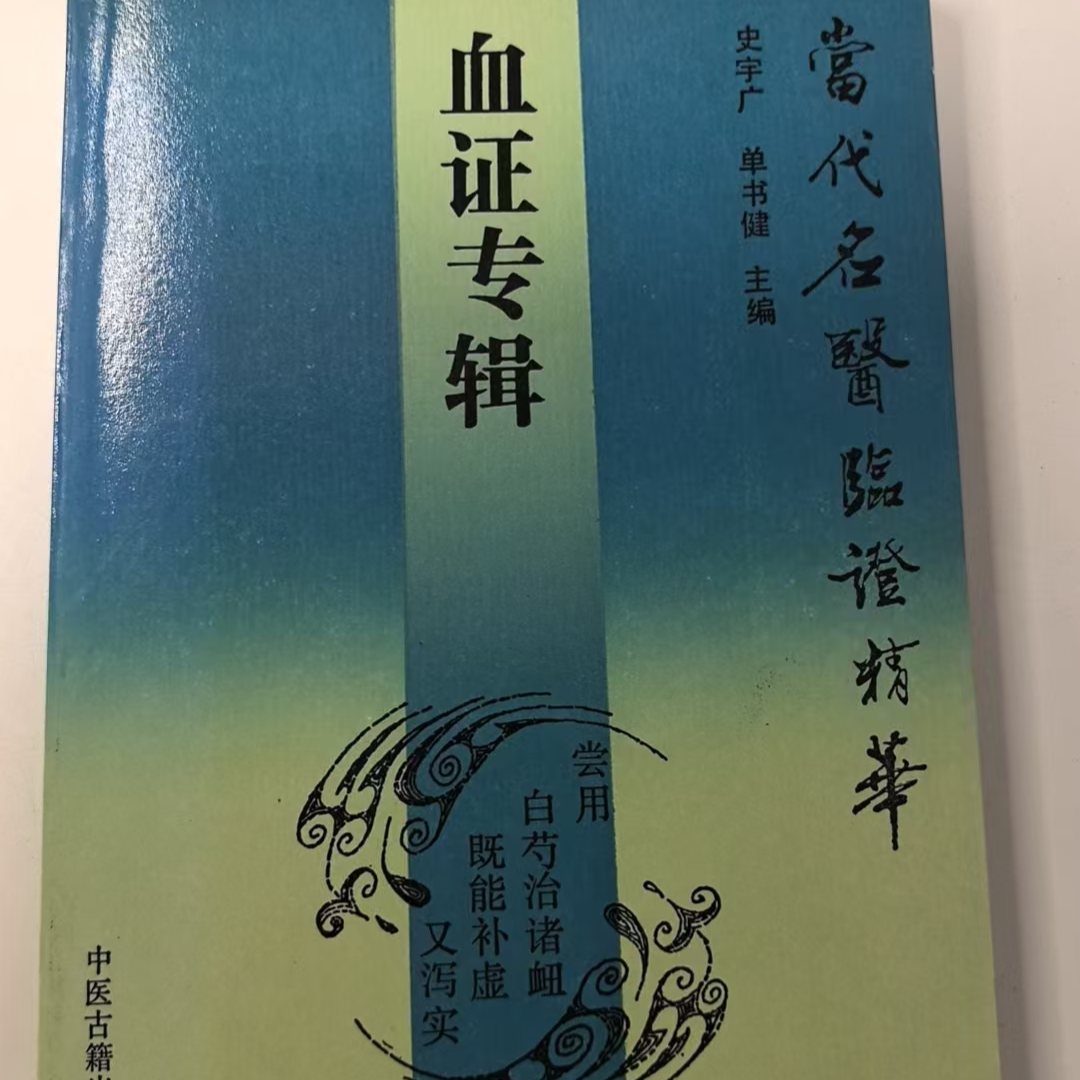 當代名醫臨證精華
史宇广 单书健 主编
血证专辑
尝用
白芍治诸衄
既能补虚
又泻实
中医古籍